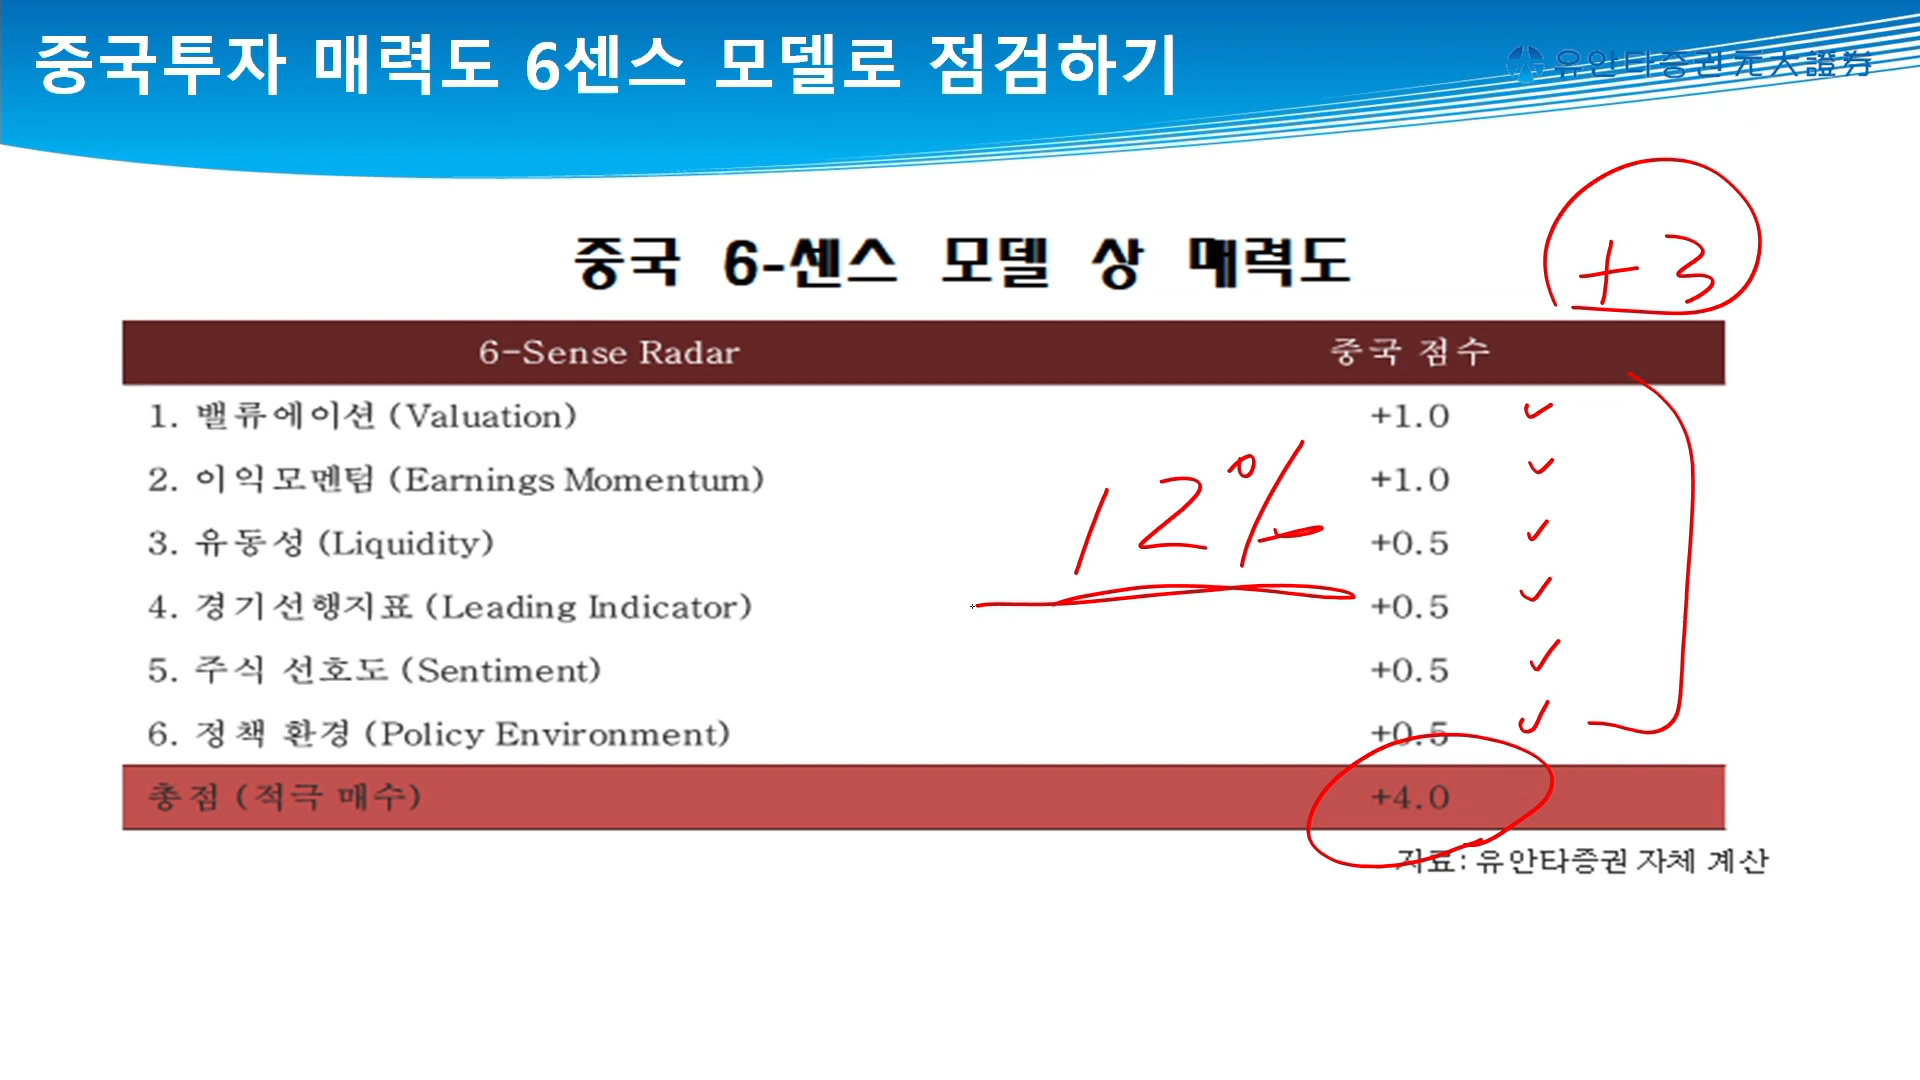 중국투자 매력도 6센스 모델로 점검하기
유안타증권 元大證券
중국 6-센스 모델 상 매력도
+3
6-Sense Radar 중국 점수
1. 밸류에이션 (Valuation) +1.0
2. 이익모멘텀 (Earnings Momentum) +1.0
12%
3. 유동성 (Liquidity) +0.5
4. 경기선행지표 (Leading Indicator) +0.5
5. 주식 선호도 (Sentiment) +0.5
6. 정책 환경 (Policy Environment) +0.5
총점 (적극 매수) +4.0
자료: 유안타증권 자체 계산